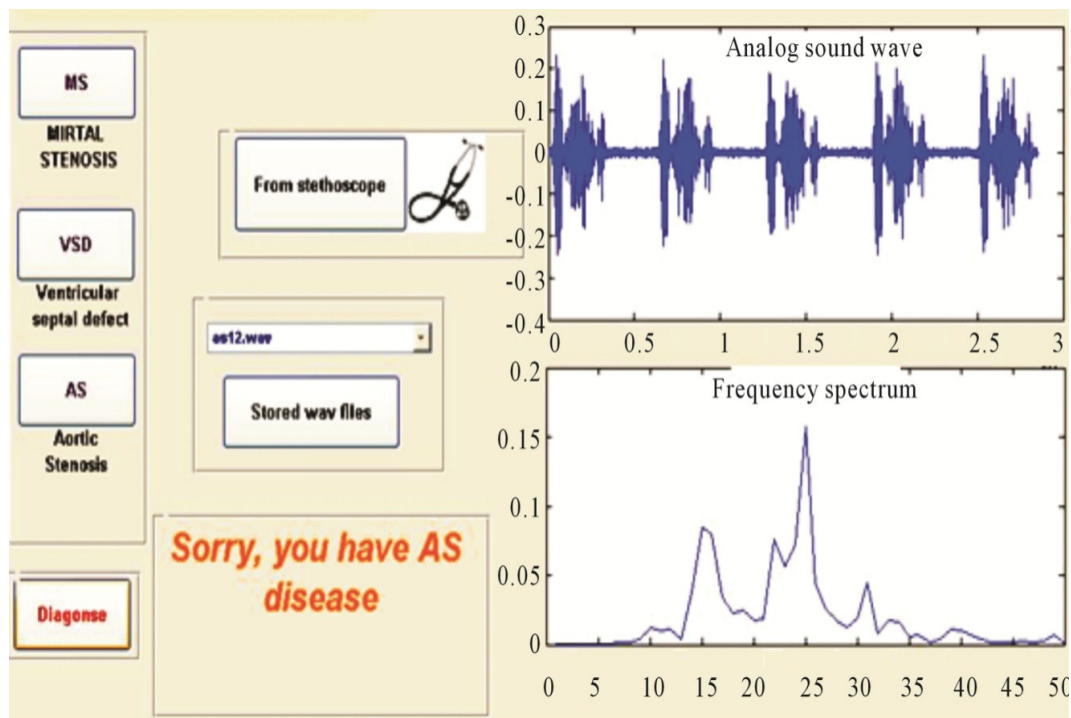 MS
MIRTAL
STENOSIS
VSD
Ventricular
septal defect
AS
Aortic
Stenosis
Diagonse
From stethoscope
as12.wav
Stored wav files
Sorry, you have AS
disease
Analog sound wave
0.3
0.2
0.1
0
-0.1
-0.2
-0.3
-0.4
0 0.5 1 1.5 2 2.5 3
Frequency spectrum
0.2
0.15
0.1
0.05
0
0 5 10 15 20 25 30 35 40 45 50